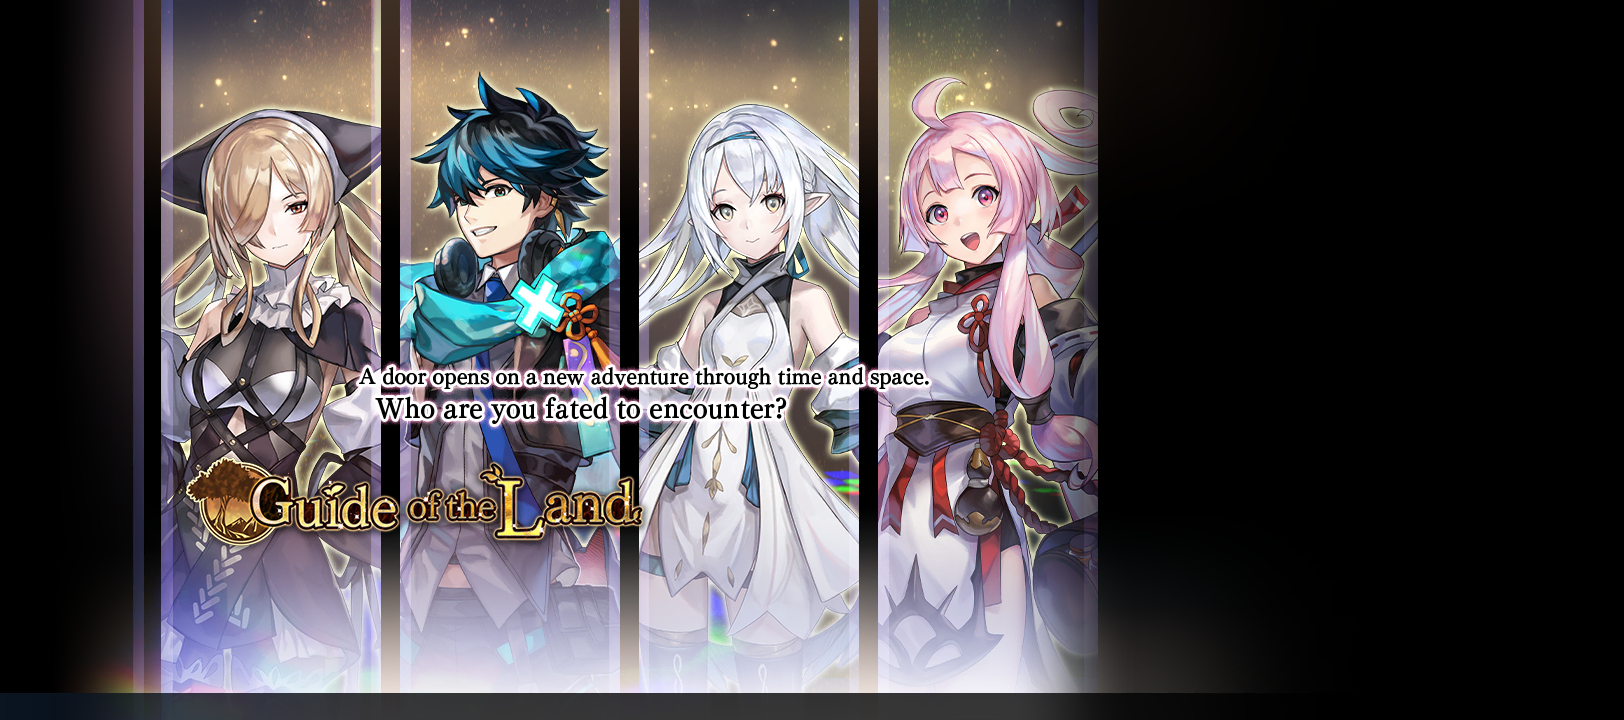 A door opens on a new adventure through time and space.
Who are you fated to encounter?
Guide of the Land